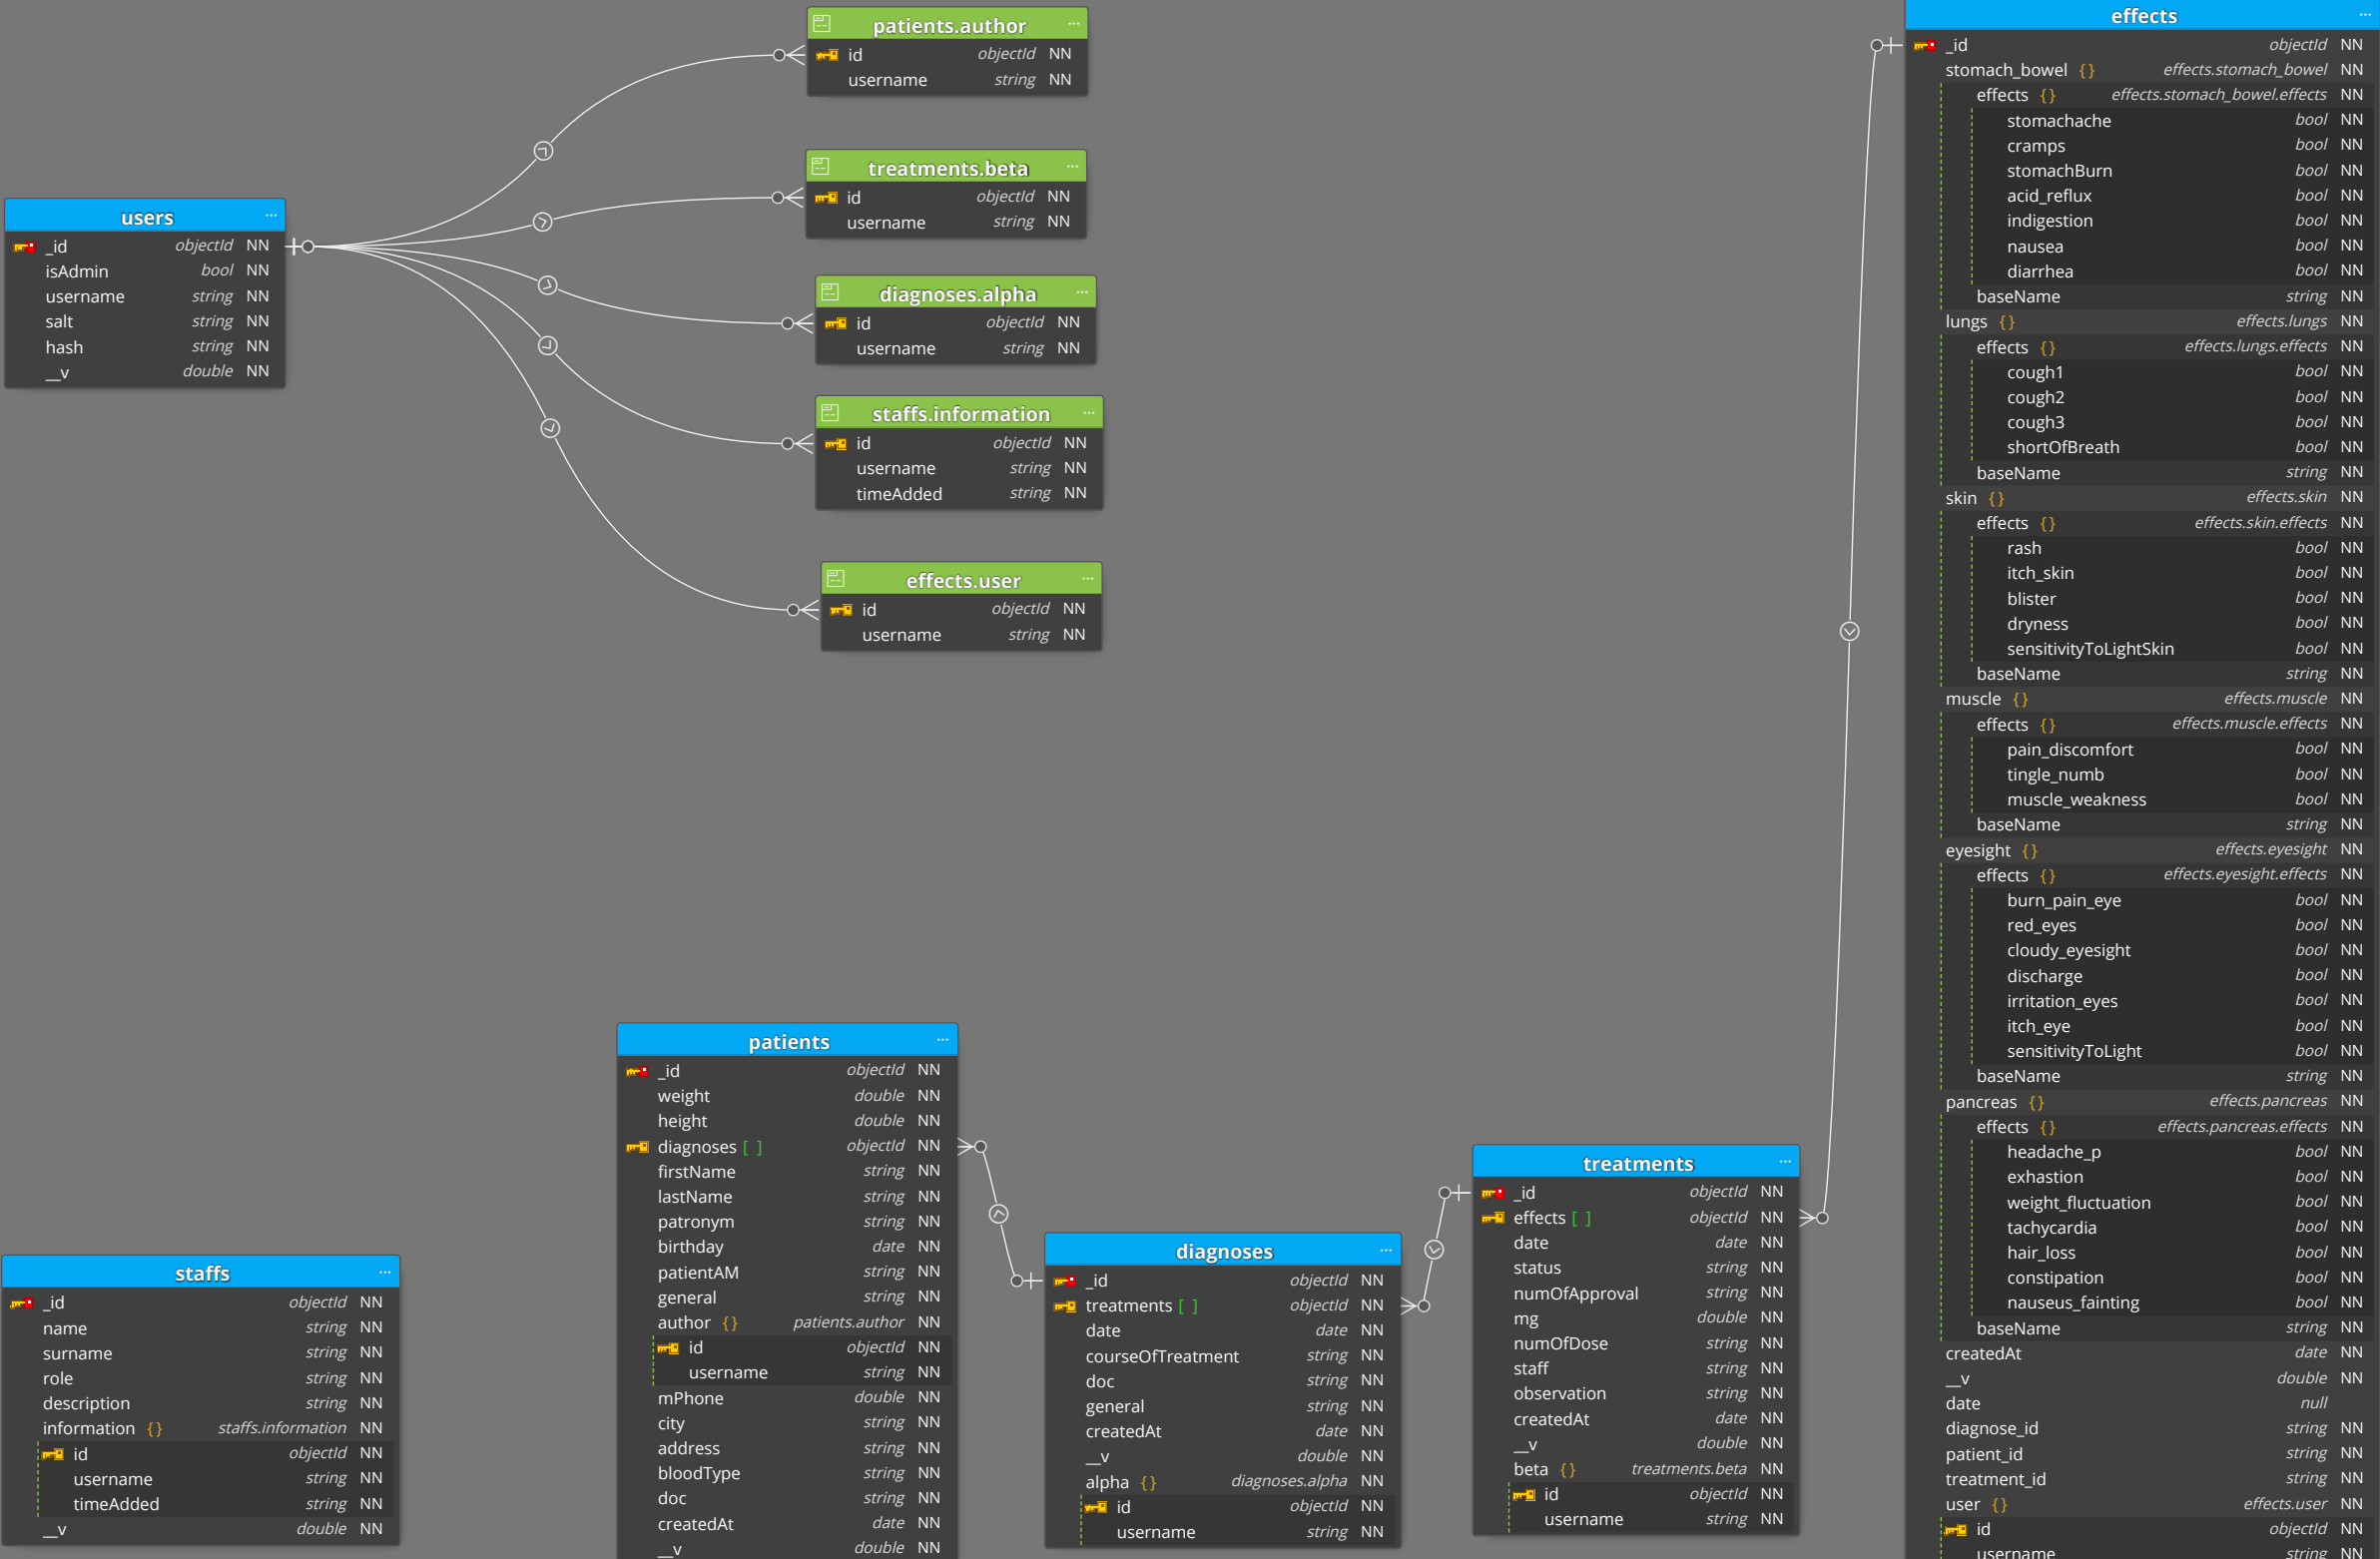 users ...
_id objectId NN
isAdmin bool NN
username string NN
salt string NN
hash string NN
__v double NN
patients.author ...
id objectId NN
username string NN
treatments.beta ...
id objectId NN
username string NN
diagnoses.alpha ...
id objectId NN
username string NN
staffs.information ...
id objectId NN
username string NN
timeAdded string NN
effects.user ...
id objectId NN
username string NN
staffs ...
_id objectId NN
name string NN
surname string NN
role string NN
description string NN
information {} staffs.information NN
id objectId NN
username string NN
timeAdded string NN
__v double NN
patients ...
_id objectId NN
weight double NN
height double NN
diagnoses [ ] objectId NN
firstName string NN
lastName string NN
patronym string NN
birthday date NN
patientAM string NN
general string NN
author {} patients.author NN
id objectId NN
username string NN
mPhone double NN
city string NN
address string NN
bloodType string NN
doc string NN
createdAt date NN
__v double NN
diagnoses ...
_id objectId NN
treatments [ ] objectId NN
date date NN
courseOfTreatment string NN
doc string NN
general string NN
createdAt date NN
__v double NN
alpha {} diagnoses.alpha NN
id objectId NN
username string NN
treatments ...
_id objectId NN
effects [ ] objectId NN
date date NN
status string NN
numOfApproval string NN
mg double NN
numOfDose string NN
staff string NN
observation string NN
createdAt date NN
__v double NN
beta {} treatments.beta NN
id objectId NN
username string NN
effects ...
_id objectId NN
stomach_bowel {} effects.stomach_bowel NN
effects {} effects.stomach_bowel.effects NN
stomachache bool NN
cramps bool NN
stomachBurn bool NN
acid_reflux bool NN
indigestion bool NN
nausea bool NN
diarrhea bool NN
baseName string NN
lungs {} effects.lungs NN
effects {} effects.lungs.effects NN
cough1 bool NN
cough2 bool NN
cough3 bool NN
shortOfBreath bool NN
baseName string NN
skin {} effects.skin NN
effects {} effects.skin.effects NN
rash bool NN
itch_skin bool NN
blister bool NN
dryness bool NN
sensitivityToLightSkin bool NN
baseName string NN
muscle {} effects.muscle NN
effects {} effects.muscle.effects NN
pain_discomfort bool NN
tingle_numb bool NN
muscle_weakness bool NN
baseName string NN
eyesight {} effects.eyesight NN
effects {} effects.eyesight.effects NN
burn_pain_eye bool NN
red_eyes bool NN
cloudy_eyesight bool NN
discharge bool NN
irritation_eyes bool NN
itch_eye bool NN
sensitivityToLight bool NN
baseName string NN
pancreas {} effects.pancreas NN
effects {} effects.pancreas.effects NN
headache_p bool NN
exhastion bool NN
weight_fluctuation bool NN
tachycardia bool NN
hair_loss bool NN
constipation bool NN
nauseus_fainting bool NN
baseName string NN
createdAt date NN
__v double NN
date null
diagnose_id string NN
patient_id string NN
treatment_id string NN
user {} effects.user NN
id objectId NN
username string NN